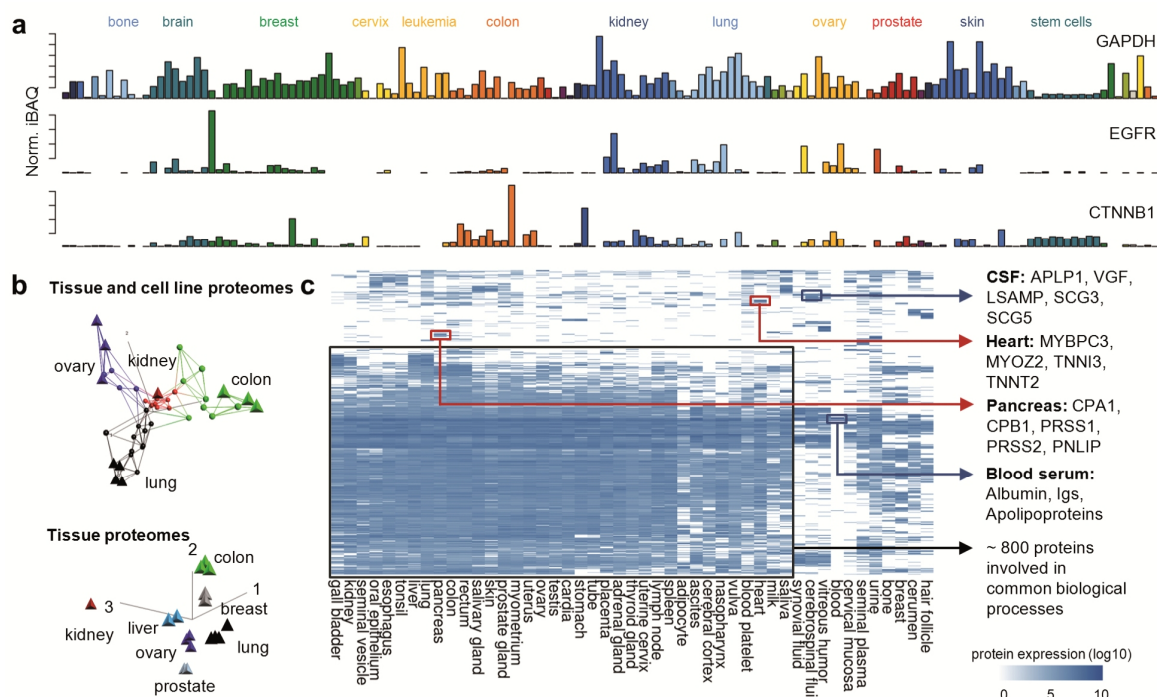 a
bone brain breast cervix leukemia colon kidney lung ovary prostate skin stem cells
GAPDH
EGFR
CTNNB1
Norm. iBAQ
b
Tissue and cell line proteomes
ovary
kidney
colon
lung
Tissue proteomes
2
colon
1
3
breast
kidney
liver
lung
ovary
prostate
c
CSF: APLP1, VGF,
LSAMP, SCG3,
SCG5
Heart: MYBPC3,
MYOZ2, TNNI3,
TNNT2
Pancreas: CPA1,
CPB1, PRSS1,
PRSS2, PNLIP
Blood serum:
Albumin, Igs,
Apolipoproteins
~ 800 proteins
involved in
common biological
processes
gall bladder
kidney
seminal vesicle
oral epithelium
esophagus
tonsil
liver
lung
pancreas
colon
rectum
salivary gland
skin
prostate gland
myometrium
uterus
ovary
testis
cardia
stomach
tube
placenta
adrenal gland
thyroid gland
uterine cervix
lymph node
spleen
adipocyte
ascites
cerebral cortex
nasopharynx
vulva
blood platelet
heart
milk
saliva
synovial fluid
cerebrospinal flui
vitreous humor
blood
cervical mucosa
seminal plasma
urine
bone
breast
cerumen
hair follicle
protein expression (log10)
0 5 10